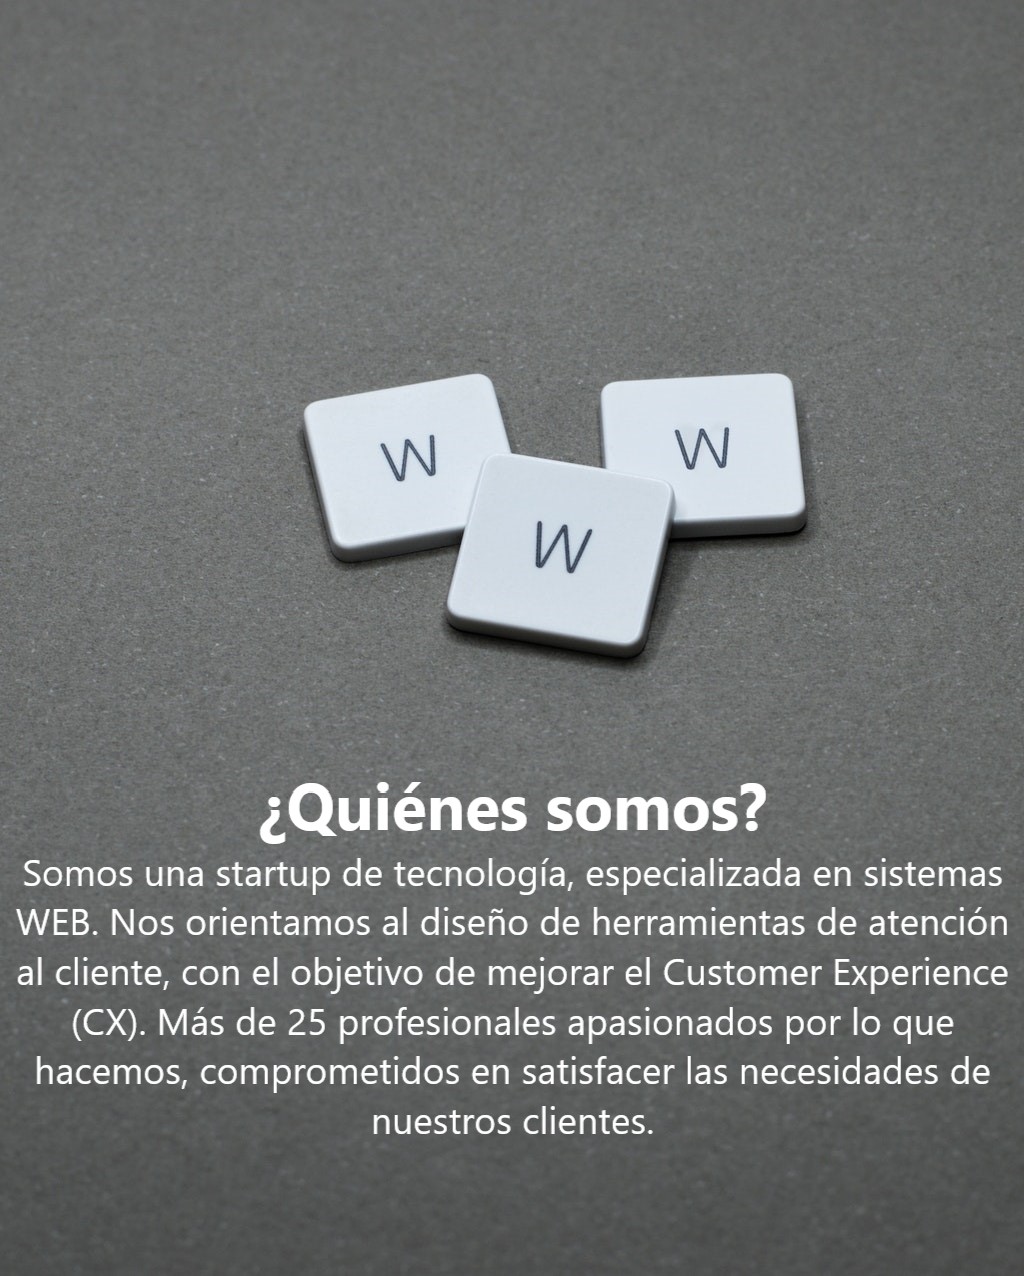 W
W
W
¿Quiénes somos?
Somos una startup de tecnología, especializada en sistemas
WEB. Nos orientamos al diseño de herramientas de atención
al cliente, con el objetivo de mejorar el Customer Experience
(CX). Más de 25 profesionales apasionados por lo que
hacemos, comprometidos en satisfacer las necesidades de
nuestros clientes.